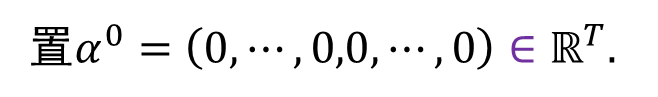 置α⁰ = (0, ⋯ , 0,0, ⋯ , 0) ∈ ℝᵀ.